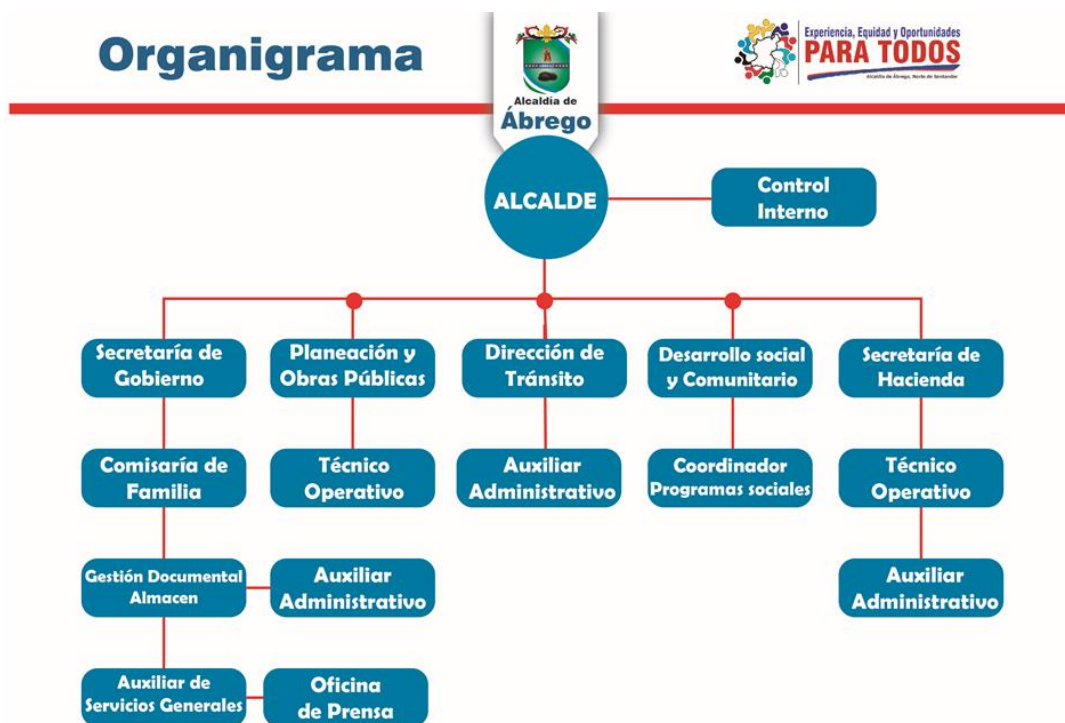 Organigrama
Alcaldía de
Ábrego
Experiencia, Equidad y Oportunidades
PARA TODOS
Alcaldía de Ábrego, Norte de Santander
ALCALDE
Control
Interno
Secretaría de
Gobierno
Planeación y
Obras Públicas
Dirección de
Tránsito
Desarrollo social
y Comunitario
Secretaría de
Hacienda
Comisaría de
Familia
Técnico
Operativo
Auxiliar
Administrativo
Coordinador
Programas sociales
Técnico
Operativo
Gestión Documental
Almacen
Auxiliar
Administrativo
Auxiliar
Administrativo
Auxiliar de
Servicios Generales
Oficina
de Prensa